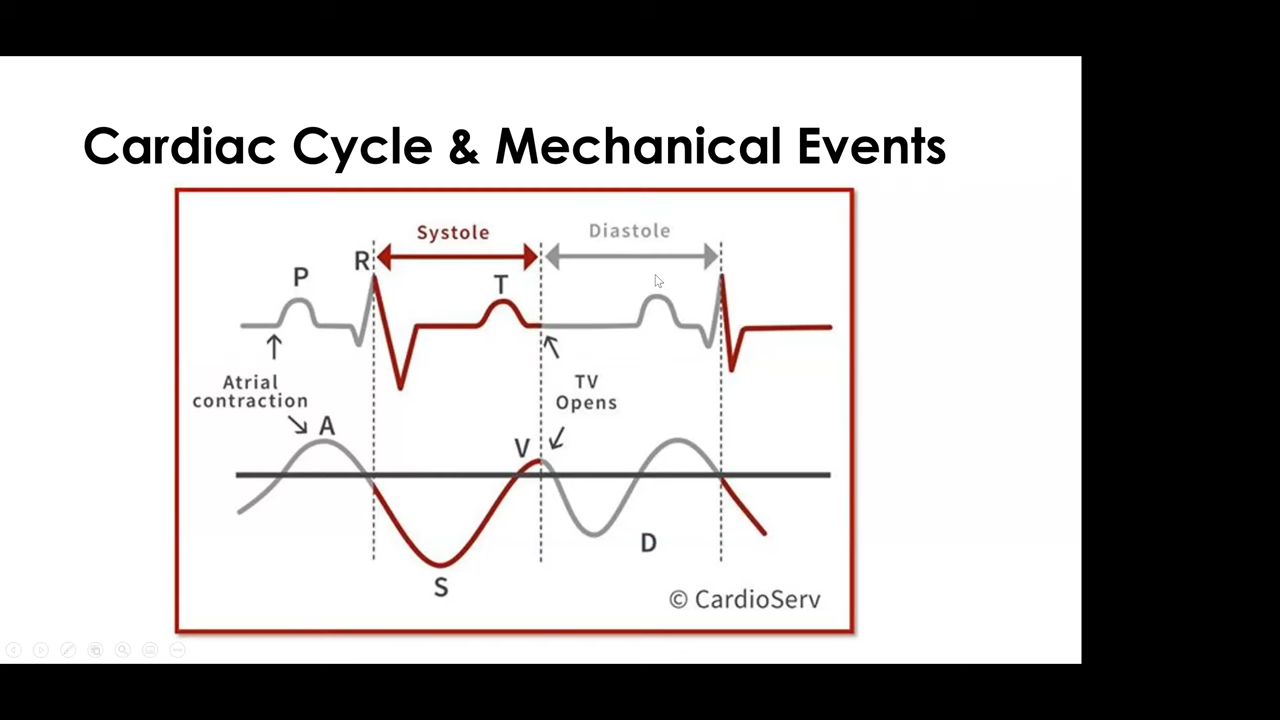 Cardiac Cycle & Mechanical Events
Systole
Diastole
R
P
T
Atrial
contraction
TV
Opens
A
V
D
S
© CardioServ